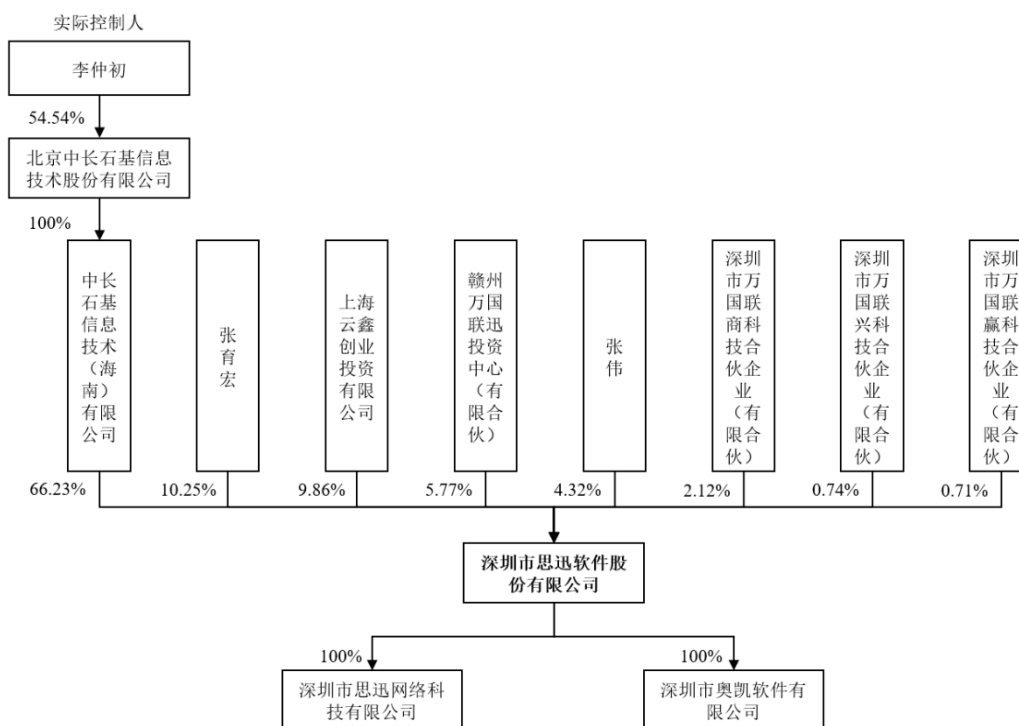 实际控制人
李仲初
54.54%
北京中长石基信息
技术股份有限公司
100%
中长
石基
信息
技术
（海
南）
有限
公司
张
育
宏
上海
云鑫
创业
投资
有限
公司
赣州
万国
联迅
投资
中心
（有
限合
伙）
张
伟
深圳
市万
国联
商科
技合
伙企
业
（有
限合
伙）
深圳
市万
国联
兴科
技合
伙企
业
（有
限合
伙）
深圳
市万
国联
赢科
技合
伙企
业
（有
限合
伙）
66.23%
10.25%
9.86%
5.77%
4.32%
2.12%
0.74%
0.71%
深圳市思迅软件股
份有限公司
100%
100%
深圳市思迅网络科
技有限公司
深圳市奥凯软件有
限公司